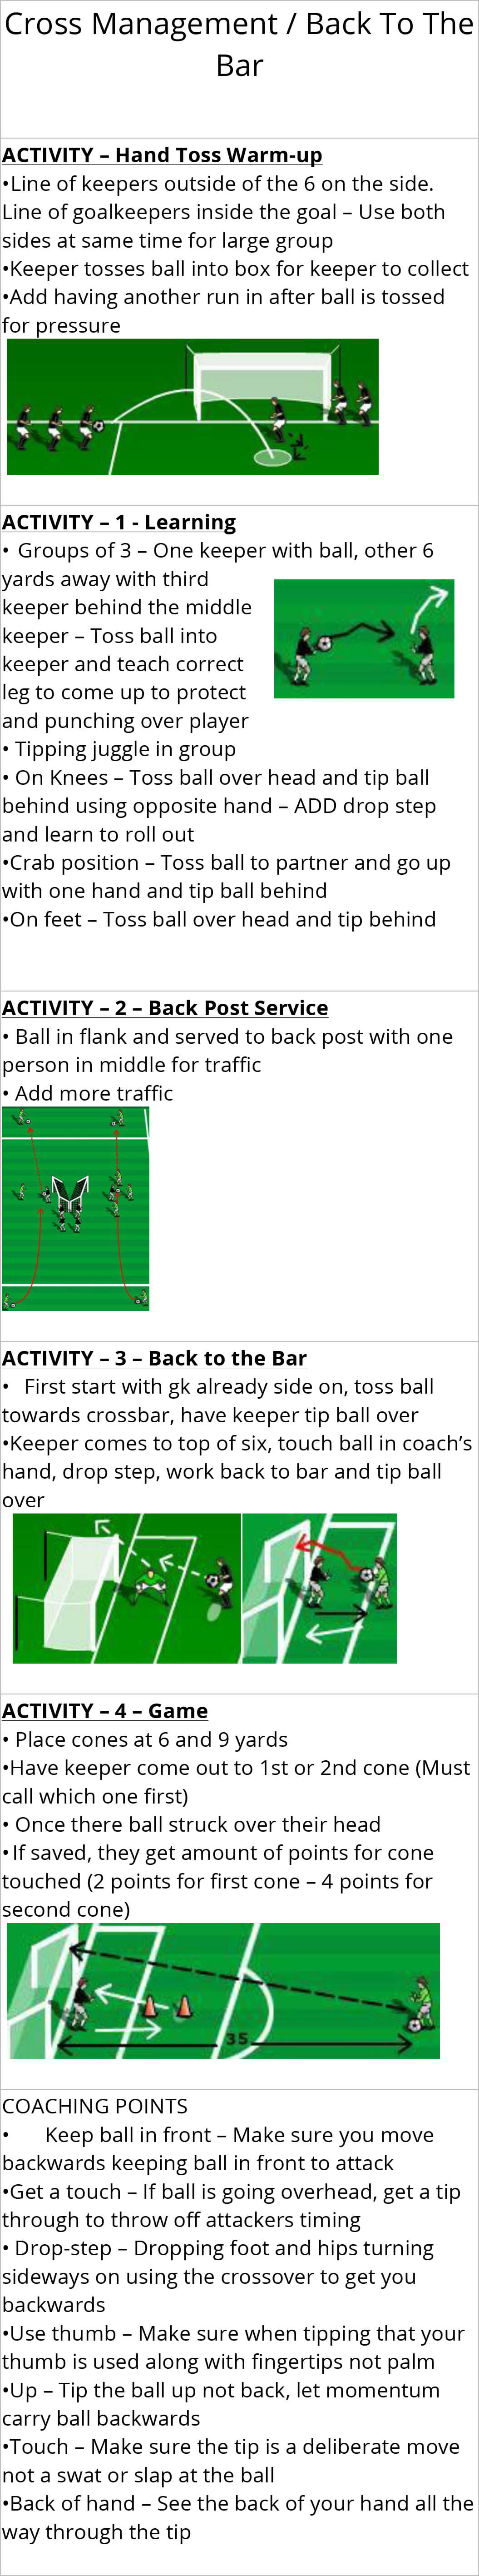 Cross Management / Back To The
Bar
ACTIVITY – Hand Toss Warm-up
•Line of keepers outside of the 6 on the side.
Line of goalkeepers inside the goal – Use both
sides at same time for large group
•Keeper tosses ball into box for keeper to collect
•Add having another run in after ball is tossed
for pressure
ACTIVITY – 1 - Learning
• Groups of 3 – One keeper with ball, other 6
yards away with third
keeper behind the middle
keeper – Toss ball into
keeper and teach correct
leg to come up to protect
and punching over player
• Tipping juggle in group
• On Knees – Toss ball over head and tip ball
behind using opposite hand – ADD drop step
and learn to roll out
•Crab position – Toss ball to partner and go up
with one hand and tip ball behind
•On feet – Toss ball over head and tip behind
ACTIVITY – 2 – Back Post Service
• Ball in flank and served to back post with one
person in middle for traffic
• Add more traffic
ACTIVITY – 3 – Back to the Bar
• First start with gk already side on, toss ball
towards crossbar, have keeper tip ball over
•Keeper comes to top of six, touch ball in coach’s
hand, drop step, work back to bar and tip ball
over
ACTIVITY – 4 – Game
• Place cones at 6 and 9 yards
•Have keeper come out to 1st or 2nd cone (Must
call which one first)
• Once there ball struck over their head
•If saved, they get amount of points for cone
touched (2 points for first cone – 4 points for
second cone)
35
COACHING POINTS
• Keep ball in front – Make sure you move
backwards keeping ball in front to attack
•Get a touch – If ball is going overhead, get a tip
through to throw off attackers timing
• Drop-step – Dropping foot and hips turning
sideways on using the crossover to get you
backwards
•Use thumb – Make sure when tipping that your
thumb is used along with fingertips not palm
•Up – Tip the ball up not back, let momentum
carry ball backwards
•Touch – Make sure the tip is a deliberate move
not a swat or slap at the ball
•Back of hand – See the back of your hand all the
way through the tip